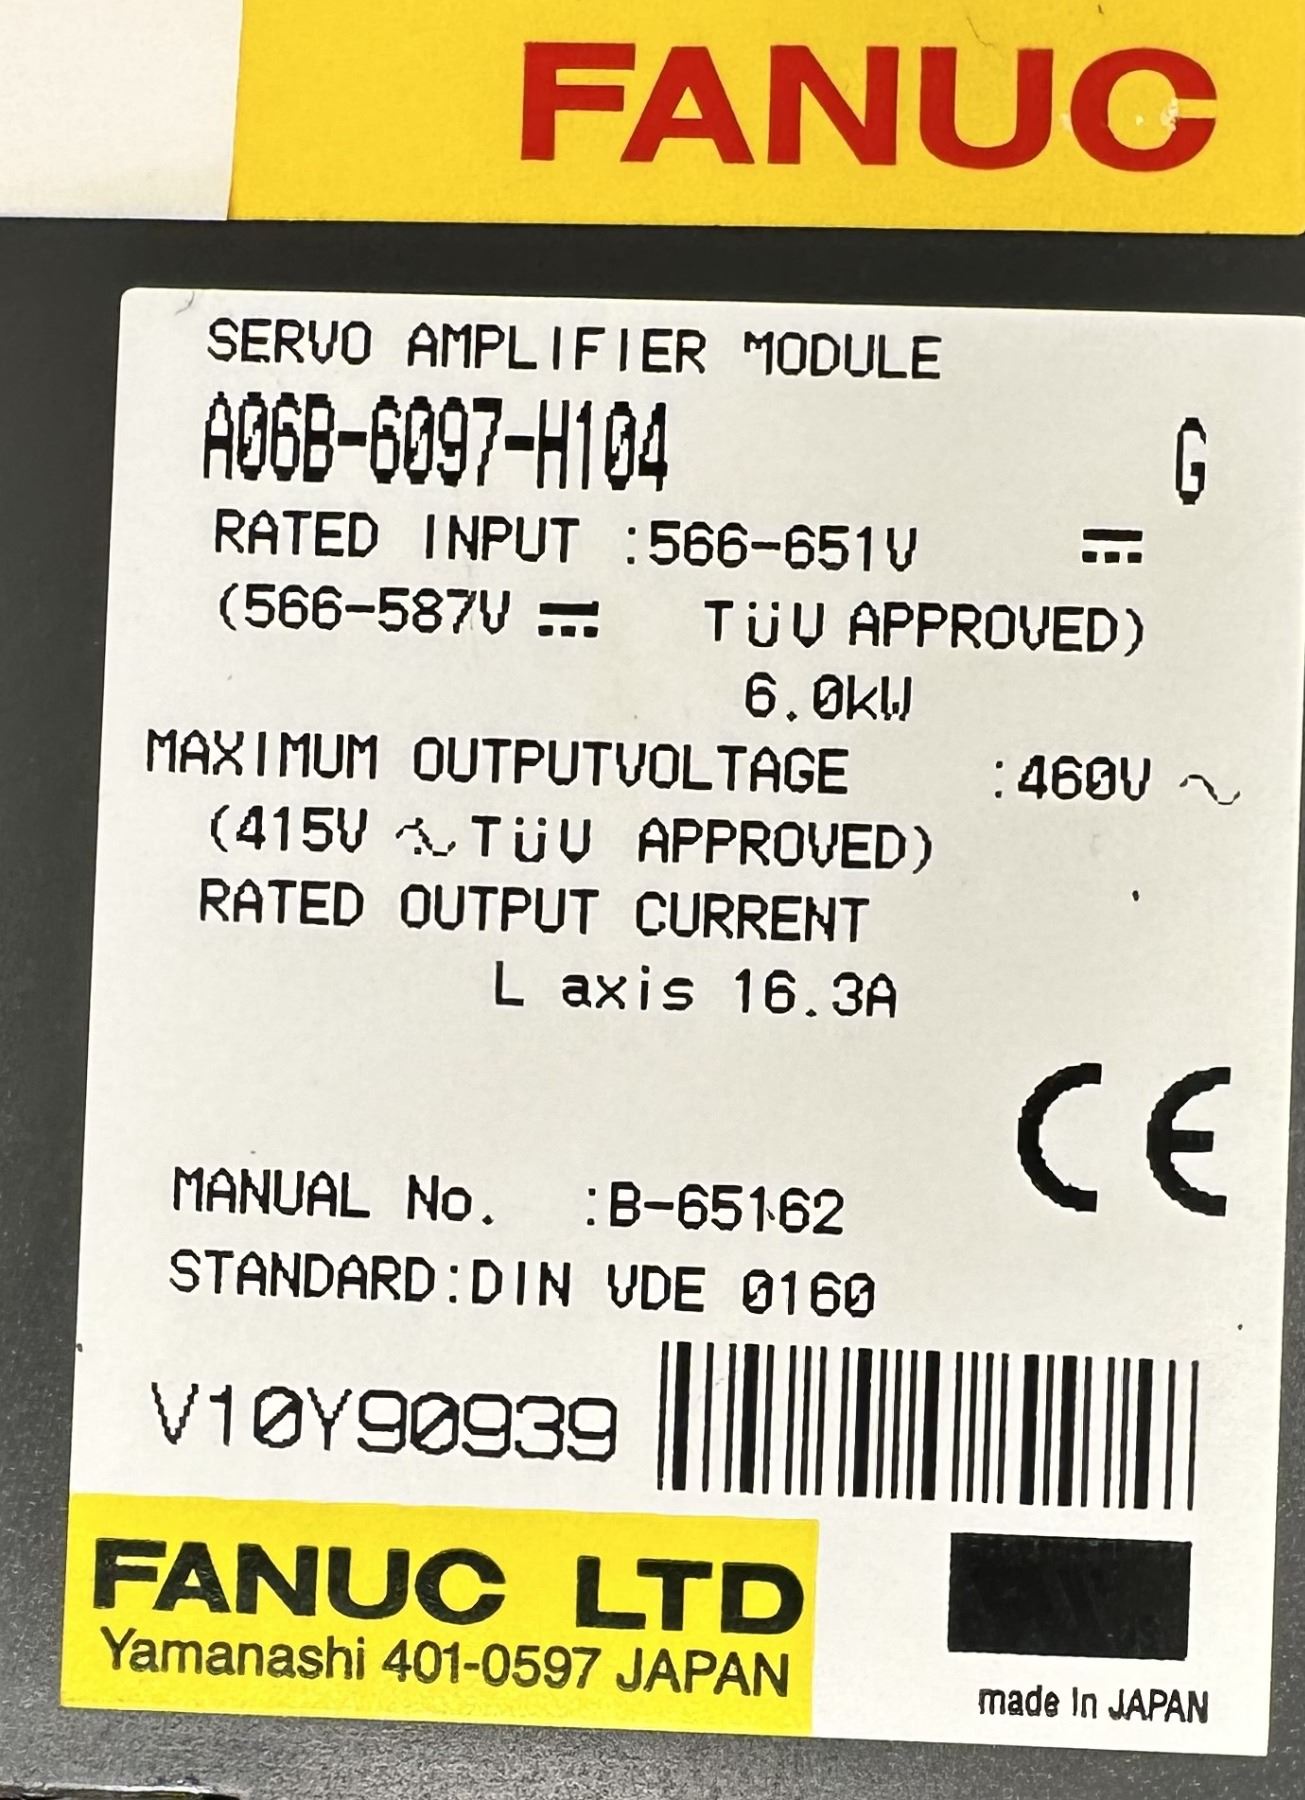 FANUC
SERVO AMPLIFIER MODULE
A06B-6097-H104 G
RATED INPUT :566-651V ⎓
(566-587V ⎓ TüV APPROVED)
6.0kW
MAXIMUM OUTPUTVOLTAGE :460V ~
(415V ~ TüV APPROVED)
RATED OUTPUT CURRENT
L axis 16.3A
CE
MANUAL No. :B-65162
STANDARD:DIN VDE 0160
V10Y90939
FANUC LTD
Yamanashi 401-0597 JAPAN
made in JAPAN